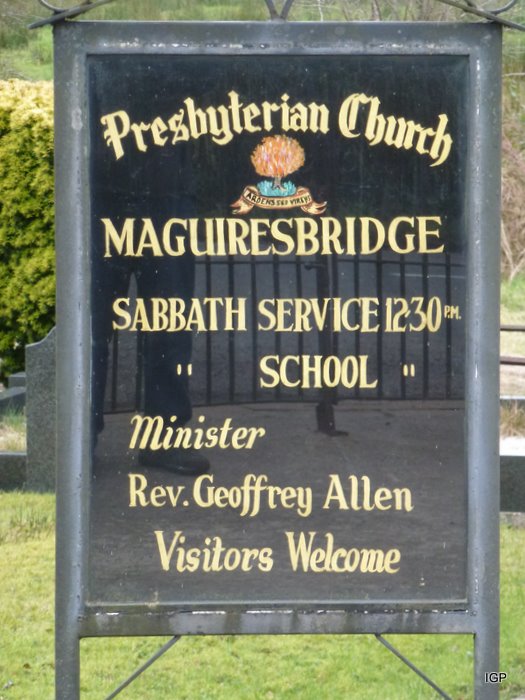 Presbyterian Church
ARDENS SED VIRENS
MAGUIRESBRIDGE
SABBATH SERVICE 12:30 P.M.
" SCHOOL "
Minister
Rev. Geoffrey Allen
Visitors Welcome
IGP